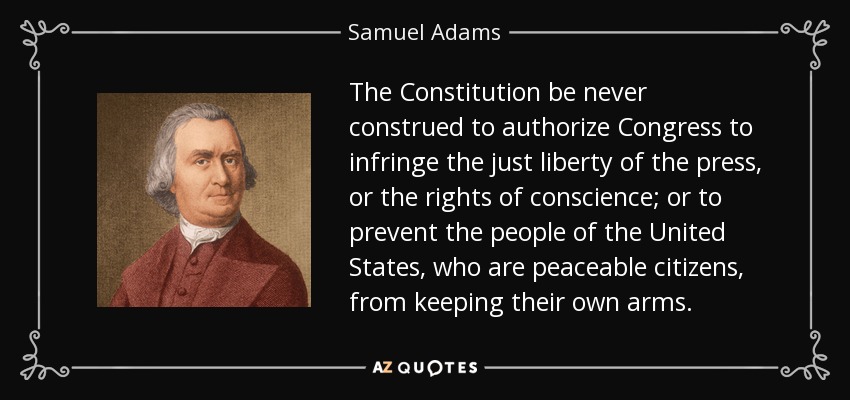 Samuel Adams
The Constitution be never
construed to authorize Congress to
infringe the just liberty of the press,
or the rights of conscience; or to
prevent the people of the United
States, who are peaceable citizens,
from keeping their own arms.
AZ QUOTES